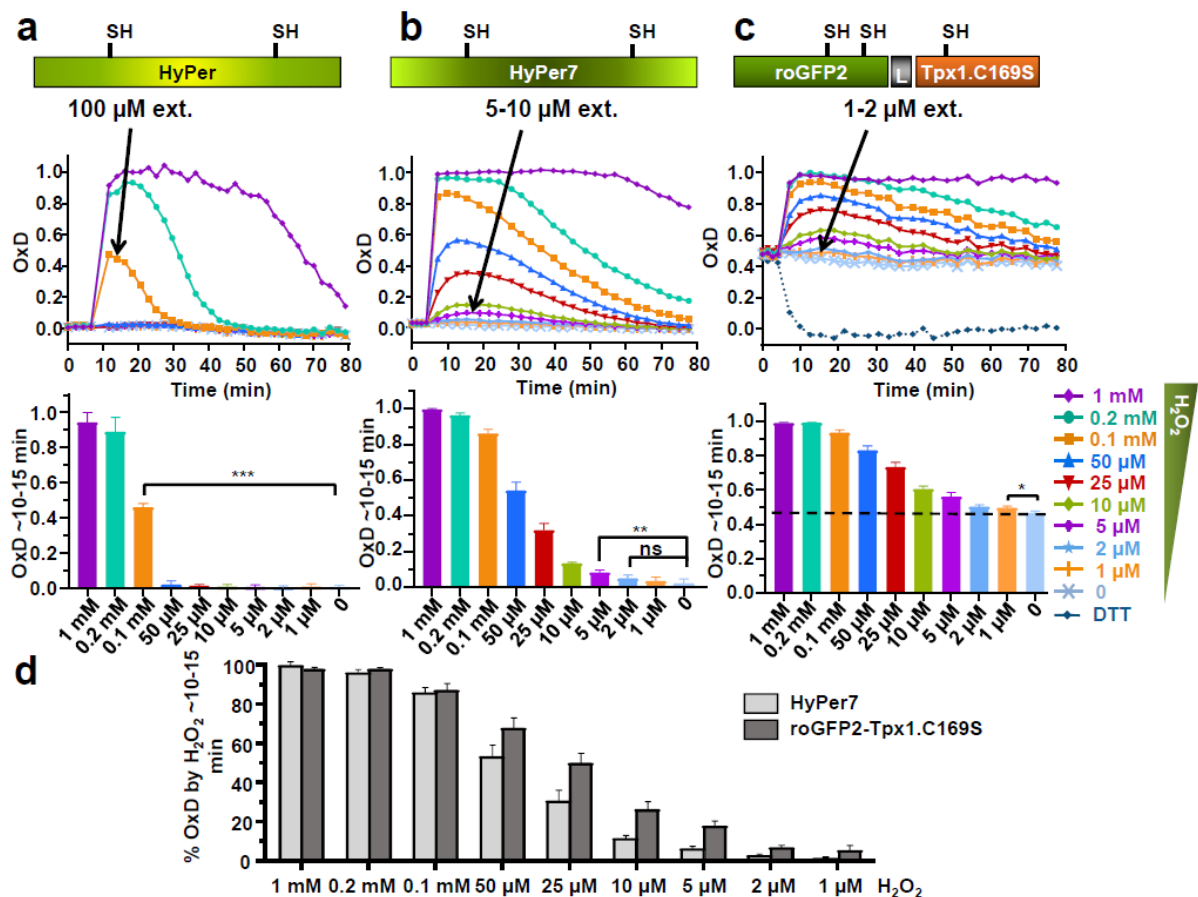 a
SH
SH
HyPer
100 µM ext.
OxD
1.0
0.8
0.6
0.4
0.2
0.0
0 10 20 30 40 50 60 70 80
Time (min)
OxD ~10-15 min
1.0
0.8
0.6
0.4
0.2
0.0
***
1 mM
0.2 mM
0.1 mM
50 µM
25 µM
10 µM
5 µM
2 µM
1 µM
0
b
SH
SH
HyPer7
5-10 µM ext.
OxD
1.0
0.8
0.6
0.4
0.2
0.0
0 10 20 30 40 50 60 70 80
Time (min)
OxD ~10-15 min
1.0
0.8
0.6
0.4
0.2
0.0
**
ns
1 mM
0.2 mM
0.1 mM
50 µM
25 µM
10 µM
5 µM
2 µM
1 µM
0
c
SH
SH
SH
roGFP2
L
Tpx1.C169S
1-2 µM ext.
OxD
1.0
0.8
0.6
0.4
0.2
0.0
0 10 20 30 40 50 60 70 80
Time (min)
OxD ~10-15 min
1.0
0.8
0.6
0.4
0.2
0.0
*
1 mM
0.2 mM
0.1 mM
50 µM
25 µM
10 µM
5 µM
2 µM
1 µM
0
1 mM
0.2 mM
0.1 mM
50 µM
25 µM
10 µM
5 µM
2 µM
1 µM
0
DTT
H₂O₂
d
% OxD by H₂O₂ ~10-15
min
100
80
60
40
20
0
HyPer7
roGFP2-Tpx1.C169S
1 mM 0.2 mM 0.1 mM 50 µM 25 µM 10 µM 5 µM 2 µM 1 µM H₂O₂